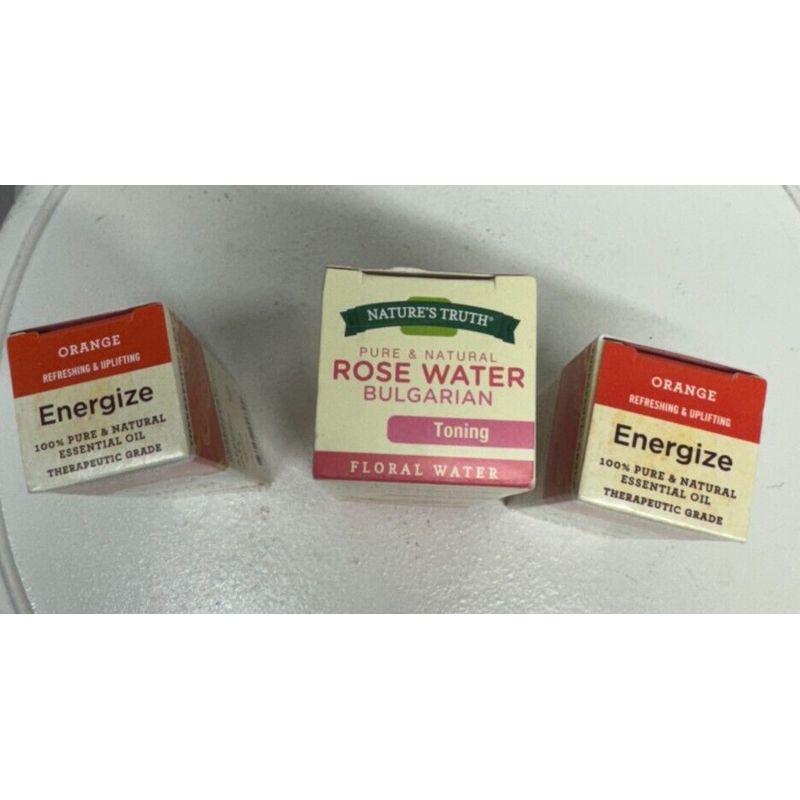 ORANGE
REFRESHING & UPLIFTING
Energize
100% PURE & NATURAL
ESSENTIAL OIL
THERAPEUTIC GRADE
NATURE'S TRUTH®
PURE & NATURAL
ROSE WATER
BULGARIAN
Toning
FLORAL WATER
ORANGE
REFRESHING & UPLIFTING
Energize
100% PURE & NATURAL
ESSENTIAL OIL
THERAPEUTIC GRADE